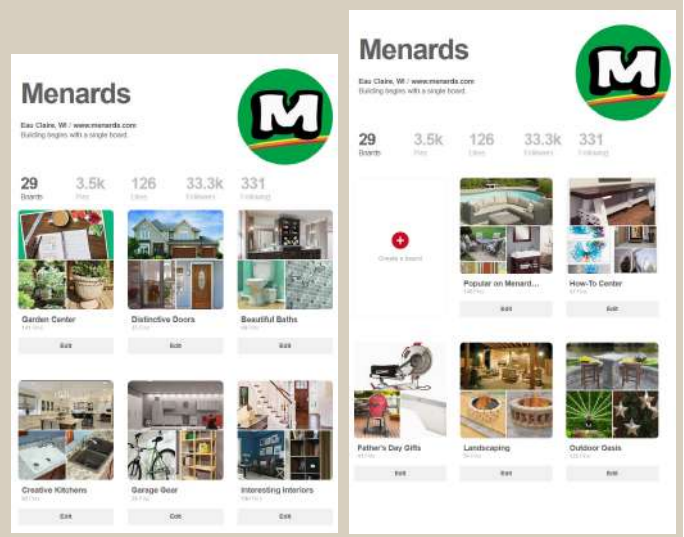 Menards
M
Eau Claire, WI / www.menards.com
Building begins with a single board.
29 3.5k 126 33.3k 331
Boards Pins Likes Followers Following
Garden Center Distinctive Doors Beautiful Baths
Edit Edit Edit
Creative Kitchens Garage Gear Interesting Interiors
Edit Edit Edit
Menards
M
Eau Claire, WI / www.menards.com
Building begins with a single board.
29 3.5k 126 33.3k 331
Boards Pins Likes Followers Following
Create a board
Popular on Menard... How-To Center
Edit Edit
Father's Day Gifts Landscaping Outdoor Oasis
Edit Edit Edit